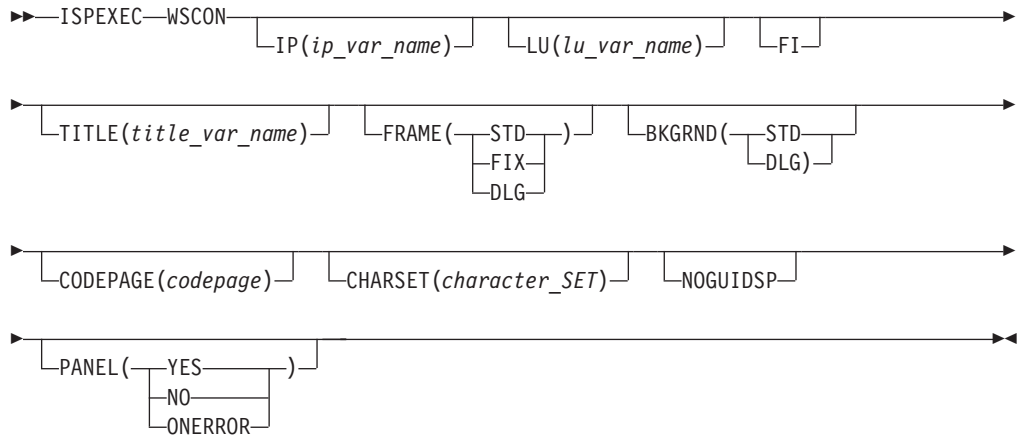 ISPEXEC WSCON
IP(ip_var_name) LU(lu_var_name) FI
TITLE(title_var_name) FRAME( STD ) BKGRND( STD
FIX DLG)
DLG
CODEPAGE(codepage) CHARSET(character_SET) NOGUIDSP
PANEL( YES )
NO
ONERROR